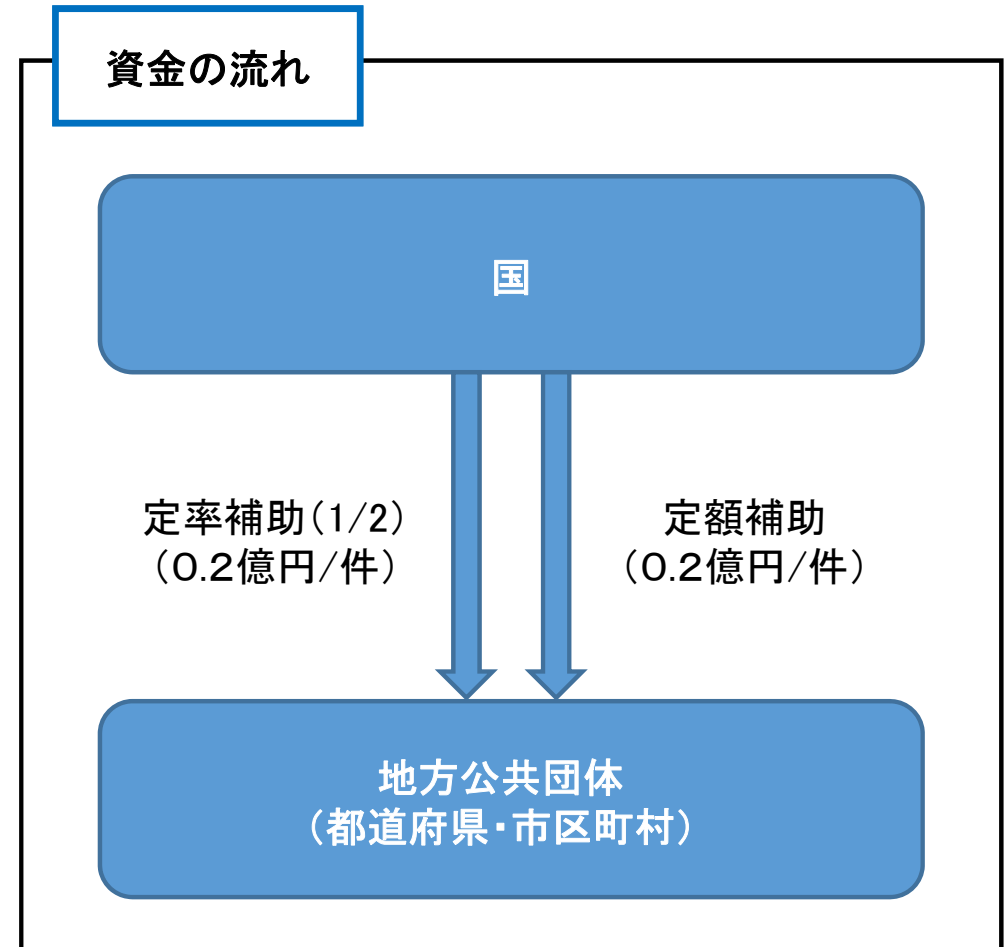 資金の流れ
国
定率補助(1/2)
(0.2億円/件)
定額補助
(0.2億円/件)
地方公共団体
(都道府県・市区町村)